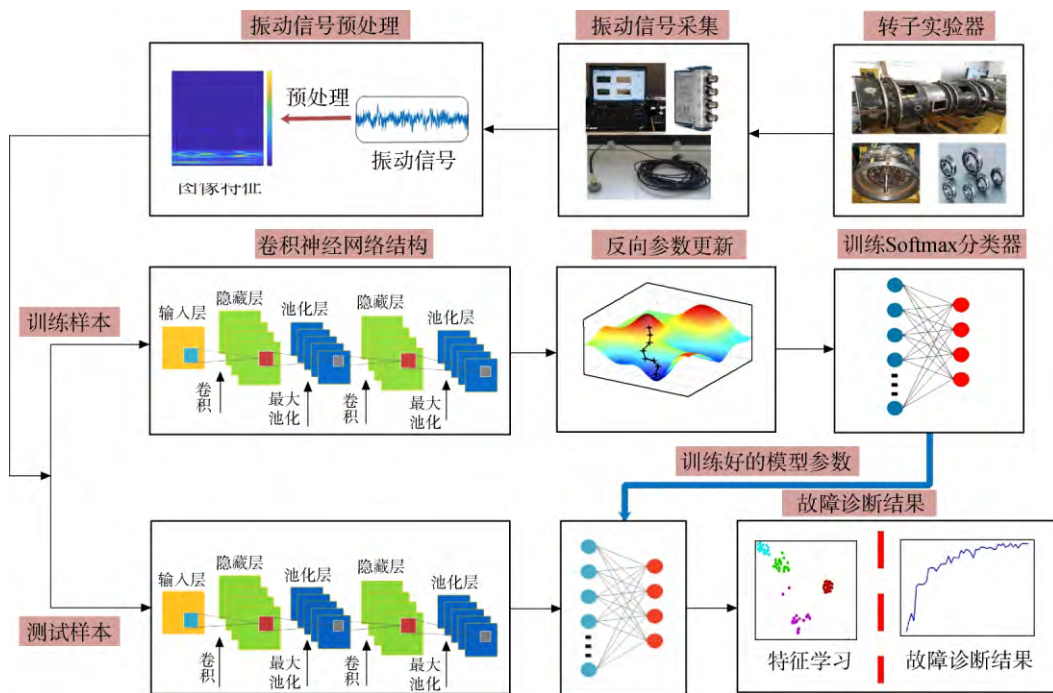 振动信号预处理
振动信号采集
转子实验器
预处理
振动信号
图像特征
卷积神经网络结构
反向参数更新
训练Softmax分类器
训练样本
输入层
隐藏层
池化层
隐藏层
池化层
卷积
最大池化
卷积
最大池化
训练好的模型参数
故障诊断结果
测试样本
输入层
隐藏层
池化层
隐藏层
池化层
卷积
最大池化
卷积
最大池化
特征学习
故障诊断结果